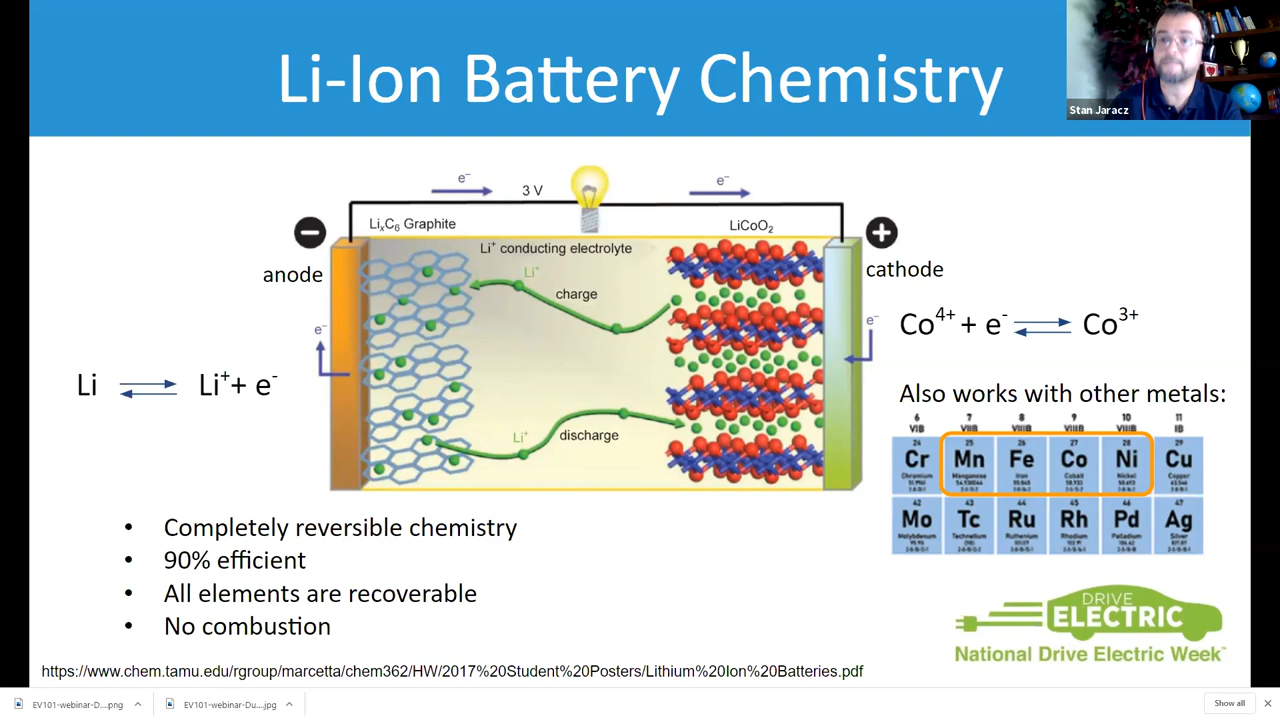 Li-Ion Battery Chemistry
Stan Jaracz
e⁻ 3 V e⁻
LiₓC₆ Graphite LiCoO₂
Li⁺ conducting electrolyte
anode
cathode
Li⁺
charge
e⁻
e⁻
Co⁴⁺ + e⁻ ⇌ Co³⁺
Li ⇌ Li⁺ + e⁻
Also works with other metals:
6 7 8 9 10 11
VIB VIIB VIIIB VIIIB VIIIB IB
24 25 26 27 28 29
Cr Mn Fe Co Ni Cu
Chromium Manganese Iron Cobalt Nickel Copper
Li⁺
discharge
42 43 44 45 46 47
Mo Tc Ru Rh Pd Ag
Molybdenum Technetium Ruthenium Rhodium Palladium Silver
• Completely reversible chemistry
• 90% efficient
• All elements are recoverable
• No combustion
DRIVE
ELECTRIC
National Drive Electric Week™
https://www.chem.tamu.edu/rgroup/marcetta/chem362/HW/2017%20Student%20Posters/Lithium%20Ion%20Batteries.pdf
EV101-webinar-D....png
EV101-webinar-Du....jpg
Show all